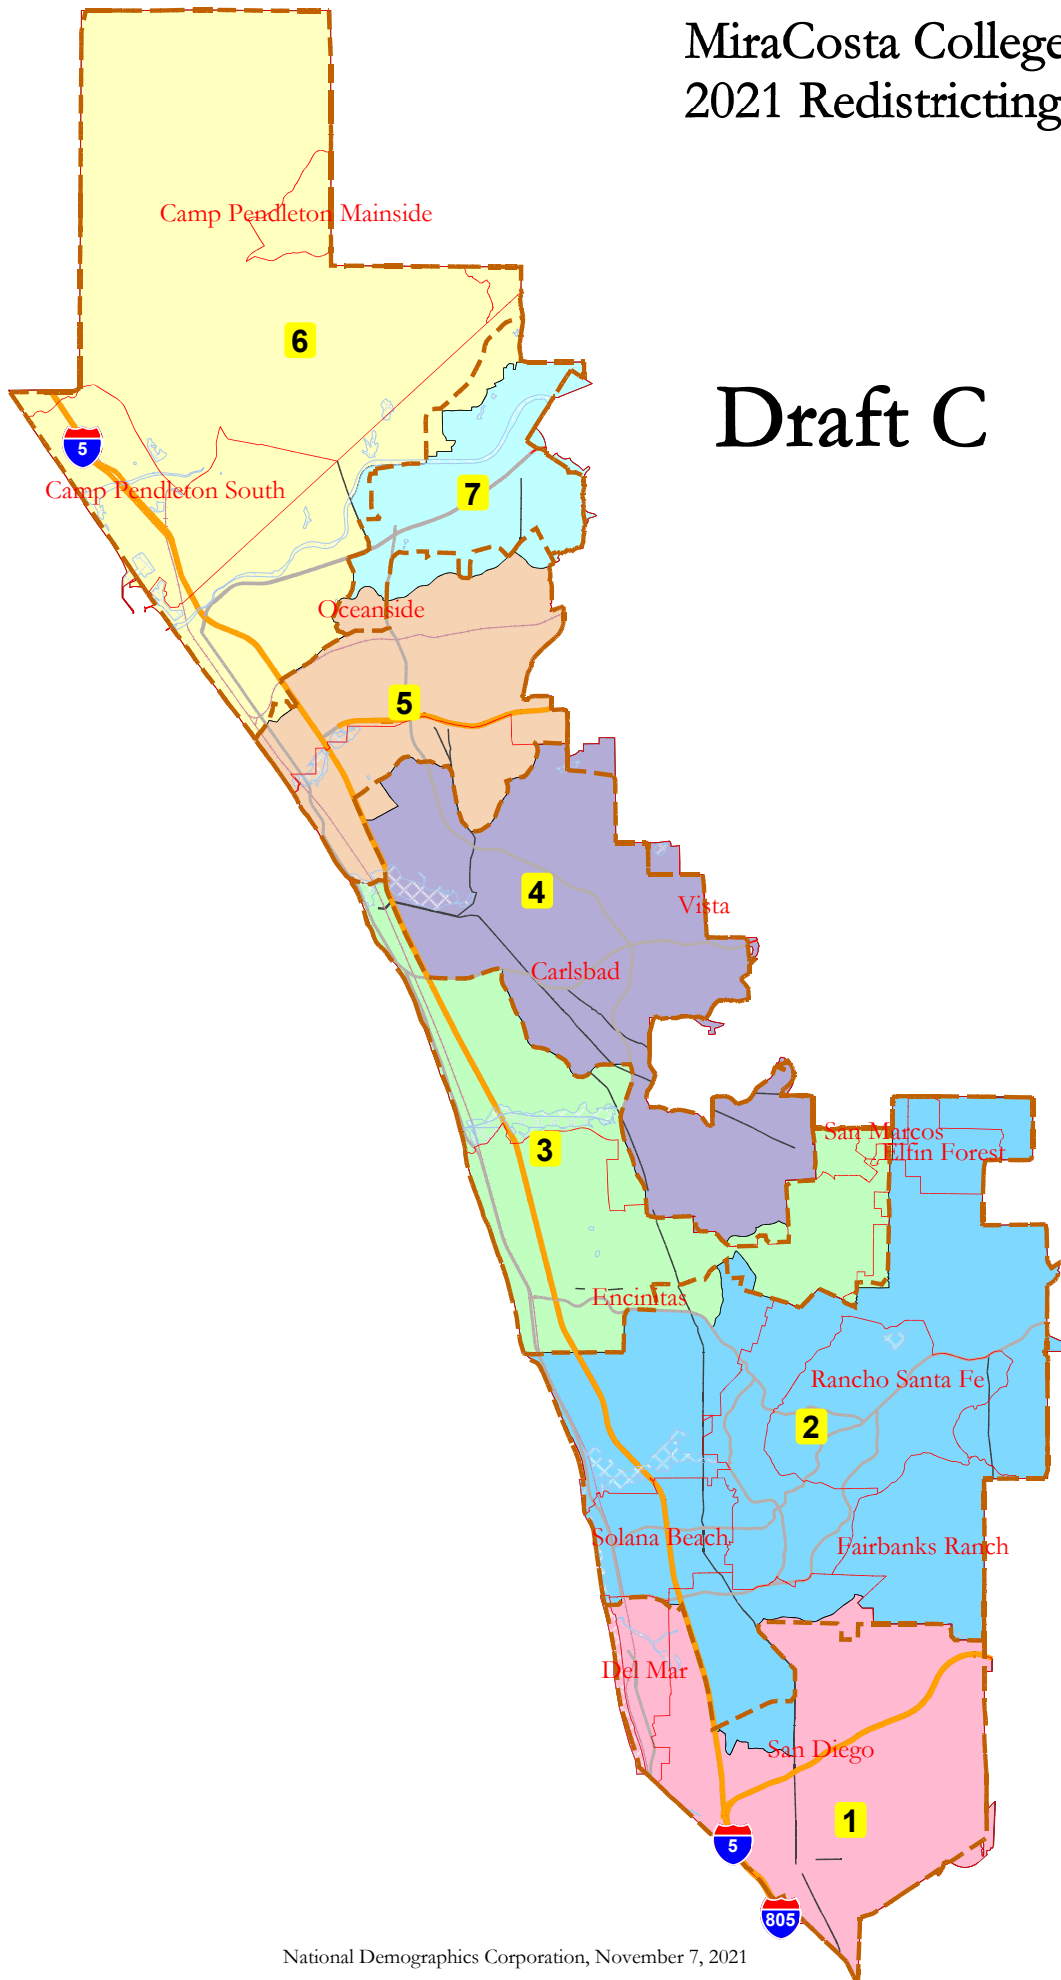 MiraCosta College
2021 Redistricting
Camp Pendleton Mainside
6
Draft C
5
Camp Pendleton South
7
Oceanside
5
4
Vista
Carlsbad
San Marcos
3
Elfin Forest
Encinitas
Rancho Santa Fe
2
Solana Beach
Fairbanks Ranch
Del Mar
San Diego
1
5
805
National Demographics Corporation, November 7, 2021